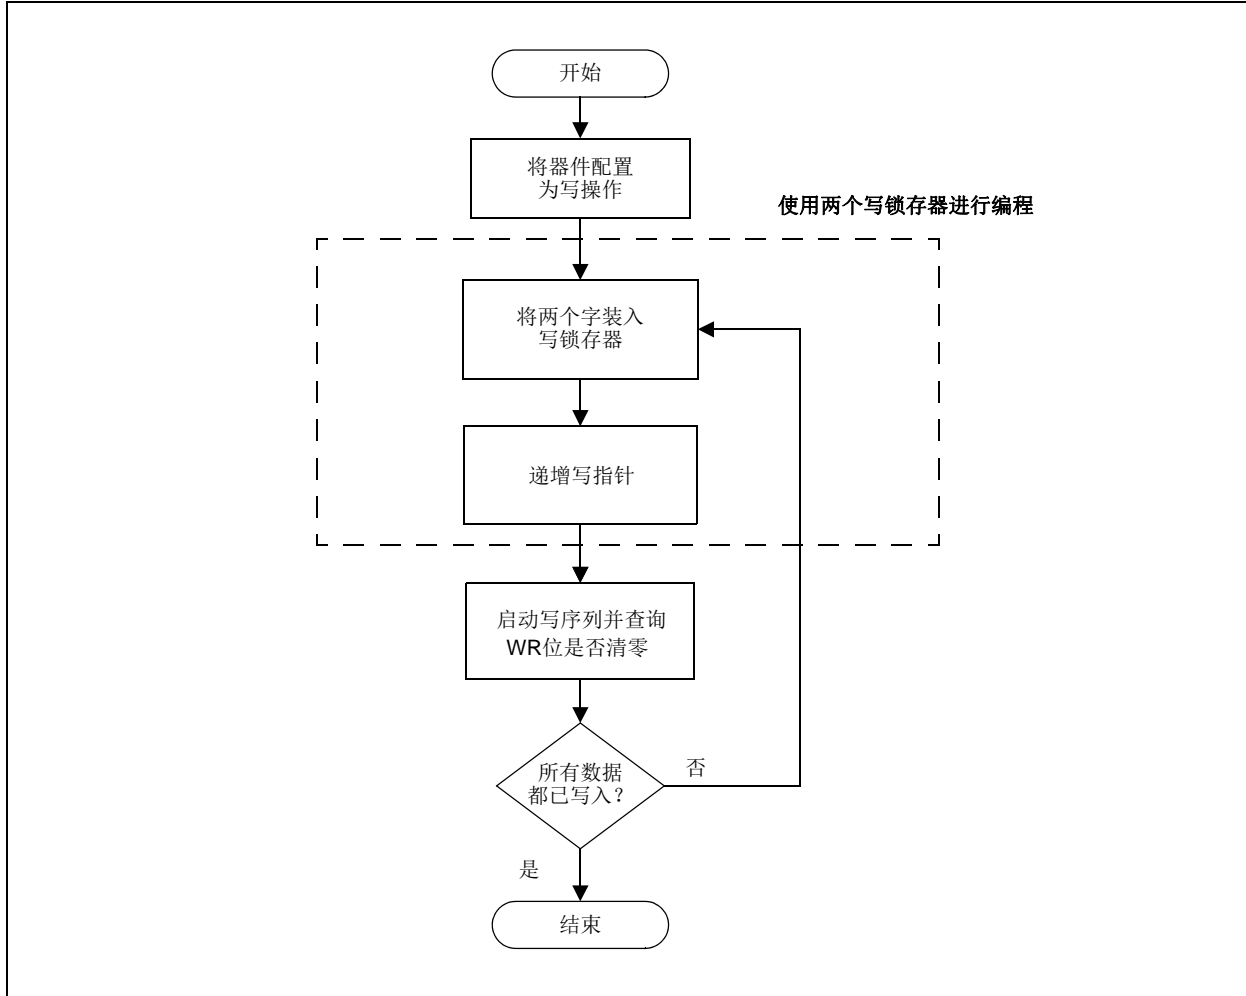 开始
将器件配置
为写操作
使用两个写锁存器进行编程
将两个字装入
写锁存器
递增写指针
启动写序列并查询
WR位是否清零
所有数据
都已写入？
否
是
结束